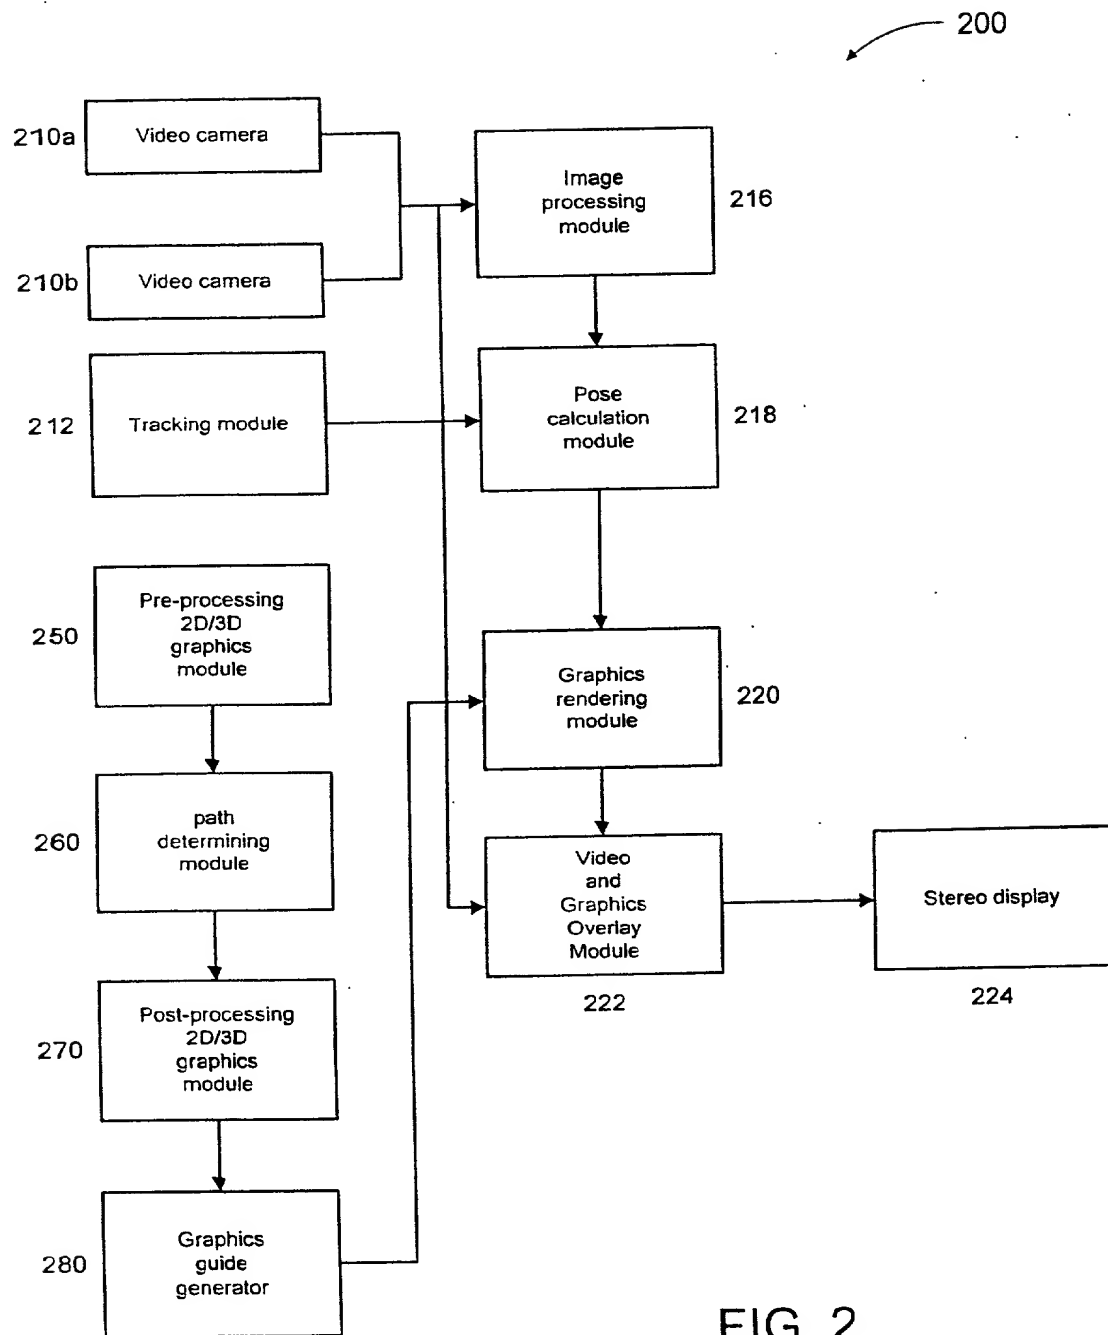 200
210a
Video camera
210b
Video camera
Image
processing
module
216
212
Tracking module
Pose
calculation
module
218
250
Pre-processing
2D/3D
graphics
module
Graphics
rendering
module
220
260
path
determining
module
Video
and
Graphics
Overlay
Module
222
Stereo display
224
270
Post-processing
2D/3D
graphics
module
280
Graphics
guide
generator
FIG. 2